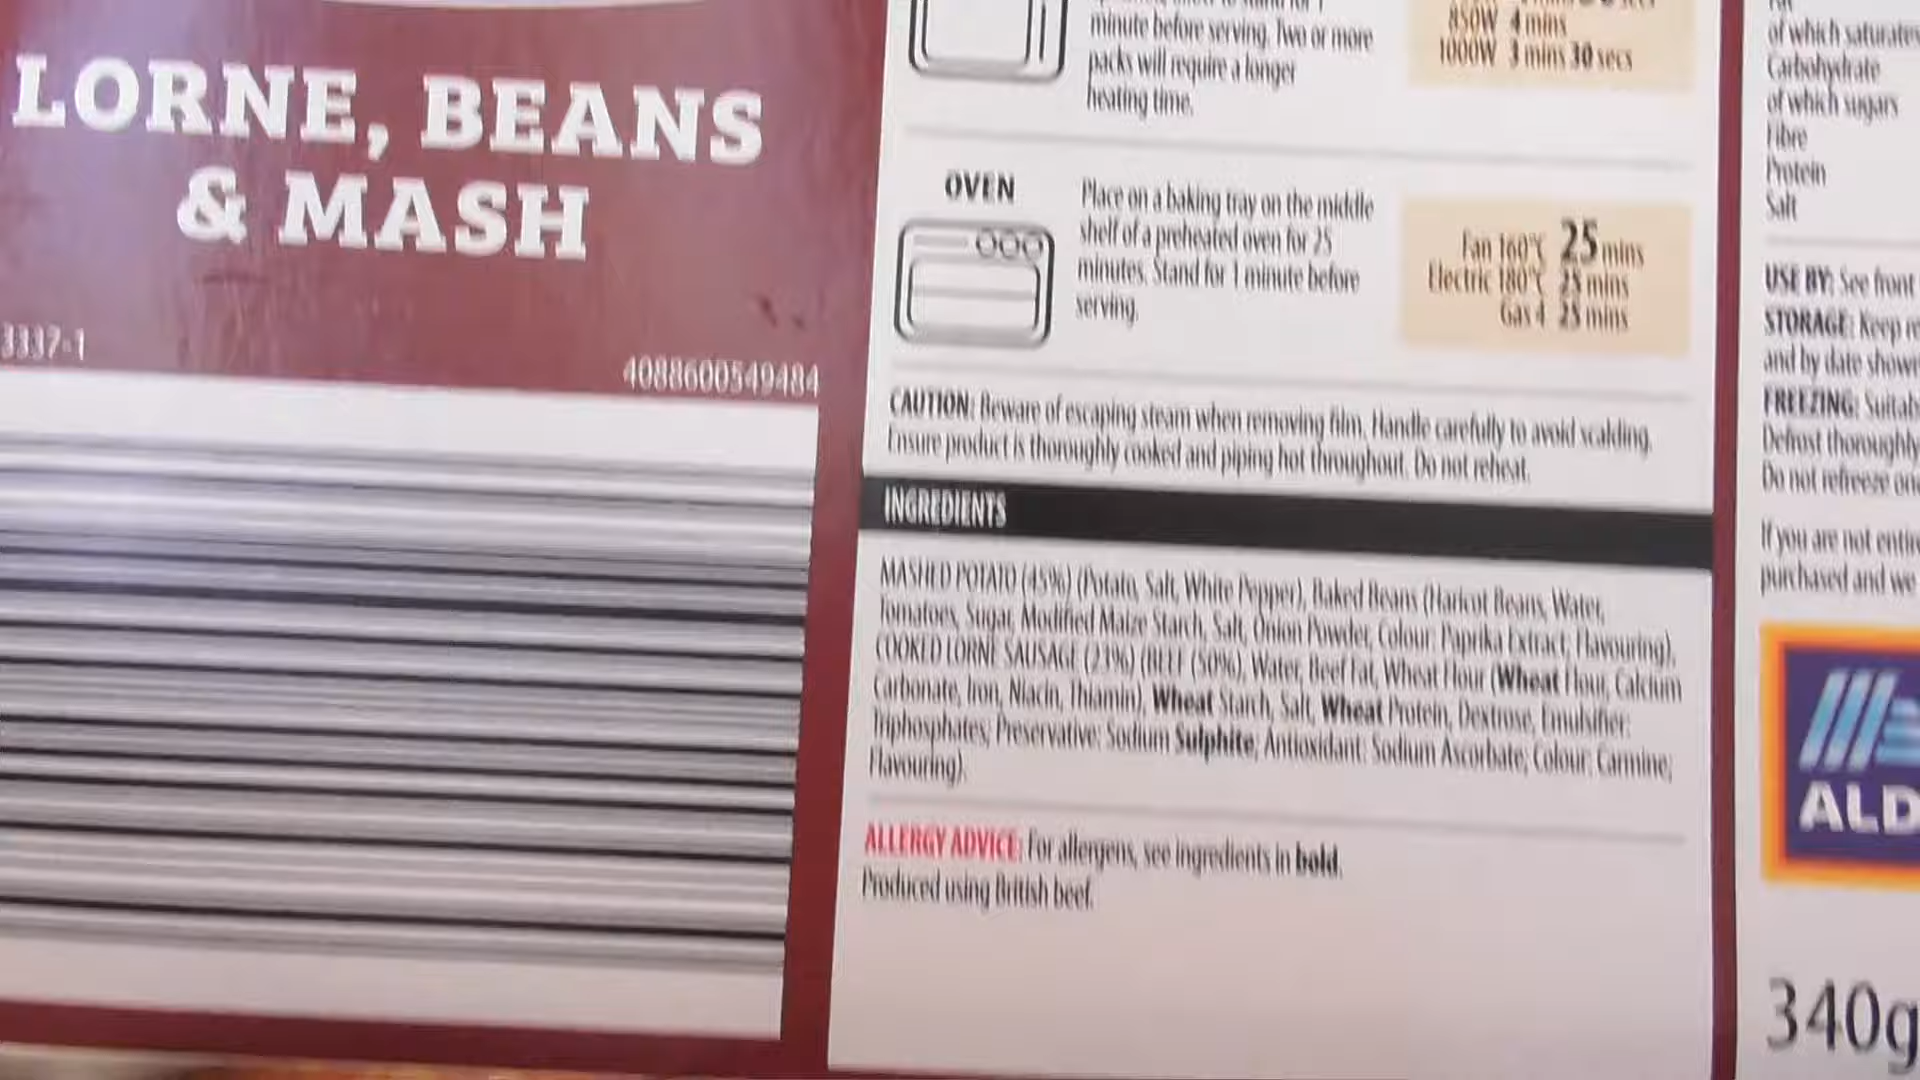 LORNE, BEANS
& MASH
3337-1
4088600549484
minute before serving. Two or more
packs will require a longer
heating time.
850W 4 mins
1000W 3 mins 30 secs
OVEN
Place on a baking tray on the middle
shelf of a preheated oven for 25
minutes. Stand for 1 minute before
serving.
Fan 160°C 25 mins
Electric 180°C 25 mins
Gas 4 25 mins
CAUTION: Beware of escaping steam when removing film. Handle carefully to avoid scalding.
Ensure product is thoroughly cooked and piping hot throughout. Do not reheat.
INGREDIENTS
MASHED POTATO (45%) (Potato, Salt, White Pepper), Baked Beans (Haricot Beans, Water,
Tomatoes, Sugar, Modified Maize Starch, Salt, Onion Powder, Colour: Paprika Extract; Flavouring),
COOKED LORNE SAUSAGE (23%) (BEEF (50%), Water, Beef Fat, Wheat Flour (Wheat Flour, Calcium
Carbonate, Iron, Niacin, Thiamin), Wheat Starch, Salt, Wheat Protein, Dextrose, Emulsifier:
Triphosphates; Preservative: Sodium Sulphite; Antioxidant: Sodium Ascorbate; Colour: Carmine;
Flavouring).
ALLERGY ADVICE: For allergens, see ingredients in bold.
Produced using British beef.
of which saturates
Carbohydrate
of which sugars
Fibre
Protein
Salt
USE BY: See front
STORAGE: Keep
and by date
FREEZING:
Defrost thoroughly
Do not refreeze
If you are not
purchased and we
ALD
340g